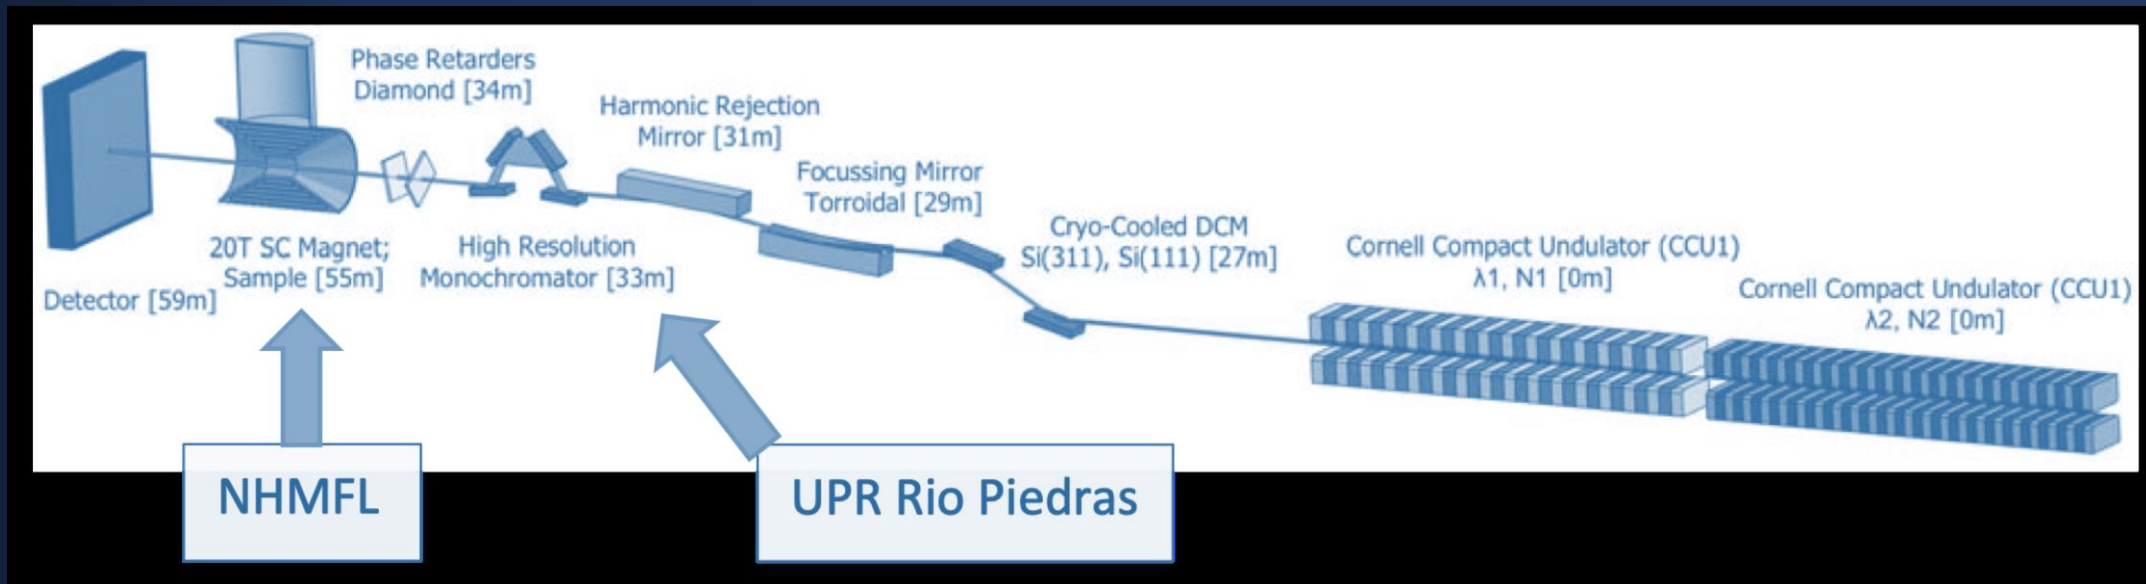 Phase Retarders
Diamond [34m]
Harmonic Rejection
Mirror [31m]
Focussing Mirror
Torroidal [29m]
Cryo-Cooled DCM
Si(311), Si(111) [27m]
Cornell Compact Undulator (CCU1)
λ1, N1 [0m]
Cornell Compact Undulator (CCU1)
λ2, N2 [0m]
20T SC Magnet;
Sample [55m]
High Resolution
Monochromator [33m]
Detector [59m]
NHMFL
UPR Rio Piedras